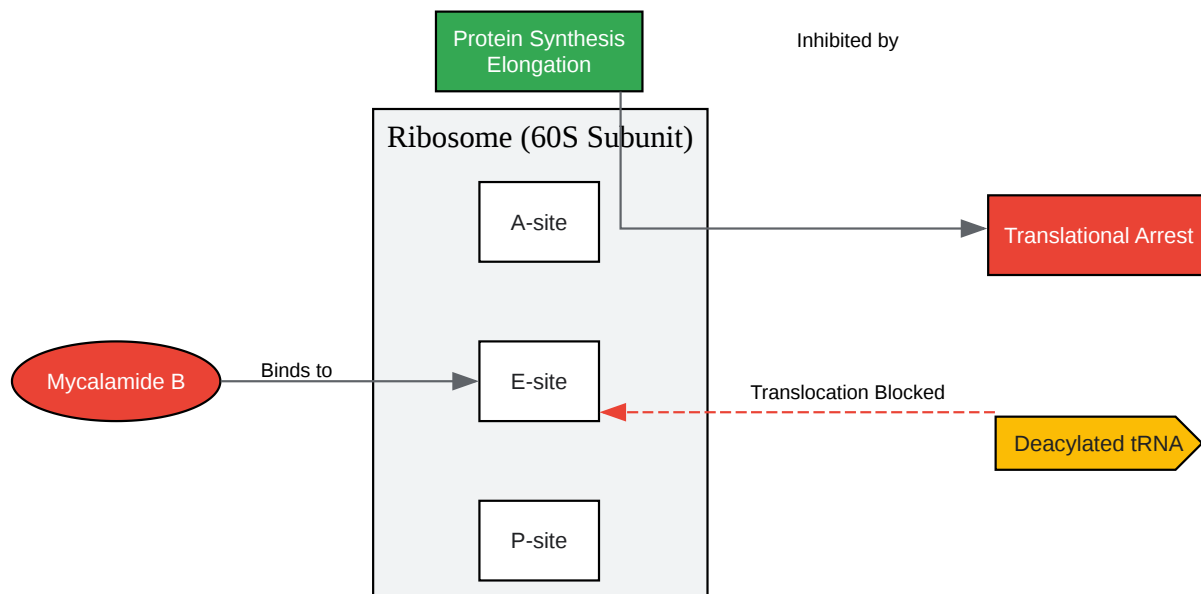 Protein Synthesis
Elongation
Inhibited by
Ribosome (60S Subunit)
A-site
Translational Arrest
Mycalamide B
Binds to
E-site
Translocation Blocked
Deacylated tRNA
P-site